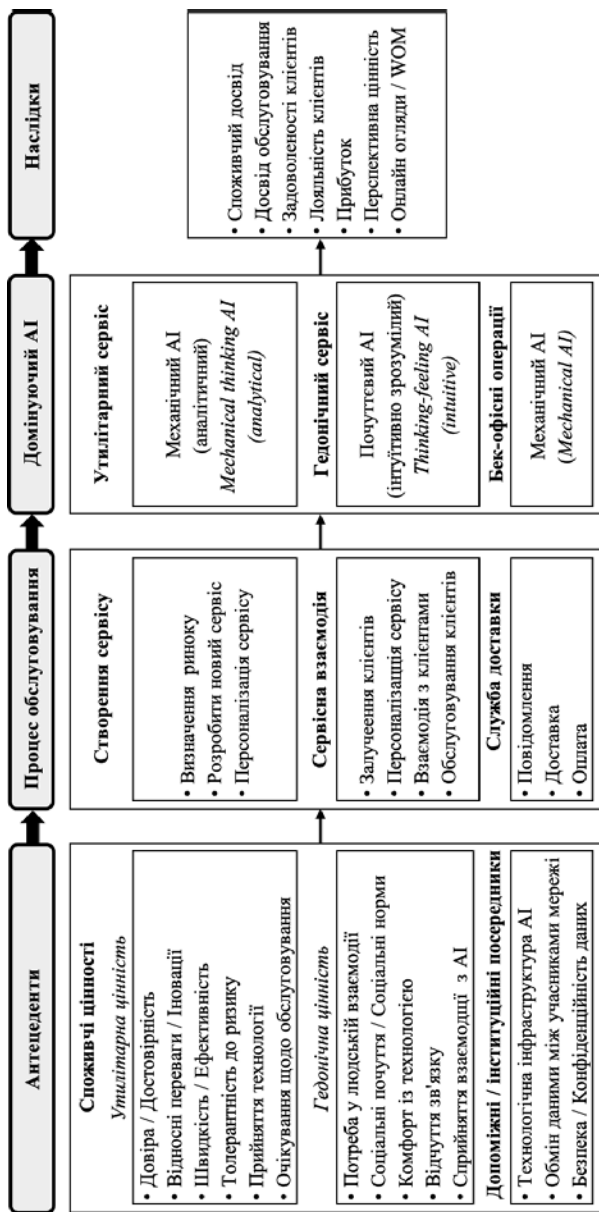 Антецеденти
Споживчі цінності
Утилітарна цінність
• Довіра / Достовірність
• Відносні переваги / Іновації
• Швидкість / Ефективність
• Толерантність до ризику
• Прийняття технології
• Очікування щодо обслуговування
Гедонічна цінність
• Потреба у людській взаємодії
• Соціальні почуття / Соціальні норми
• Комфорт із технологією
• Відчуття зв'язку
• Сприйняття взаємодщії з AI
Допоміжні / інституційні посередники
• Технологічна інфраструктура AI
• Обмін даними між учасниками мережі
• Безпека / Конфіденційність даних
Процес обслуговування
Створення сервісу
• Визначення риноку
• Розробити новий сервіс
• Персоналізація сервісу
Сервісна взаємодія
• Залучеення клієнтів
• Персоналізацція сервісу
• Взаємодія з клієнтами
• Обслуговування клієнтів
Служба доставки
• Повідомлення
• Доставка
• Оплата
Домінуючий AI
Утилітарний сервіс
Механічний AI
(аналітичний)
Mechanical thinking AI
(analytical)
Гедонічний сервіс
Почуттєвий AI
(інтуїтивно зрозумілий)
Thinking-feeling AI
(intuitive)
Бек-офісні операції
Механічний AI
(Mechanical AI)
Наслідки
• Споживчий досвід
• Досвід обслуговування
• Задоволеності клієнтів
• Лояльність клієнтів
• Прибуток
• Перспективна цінність
• Онлайн огляди / WOM